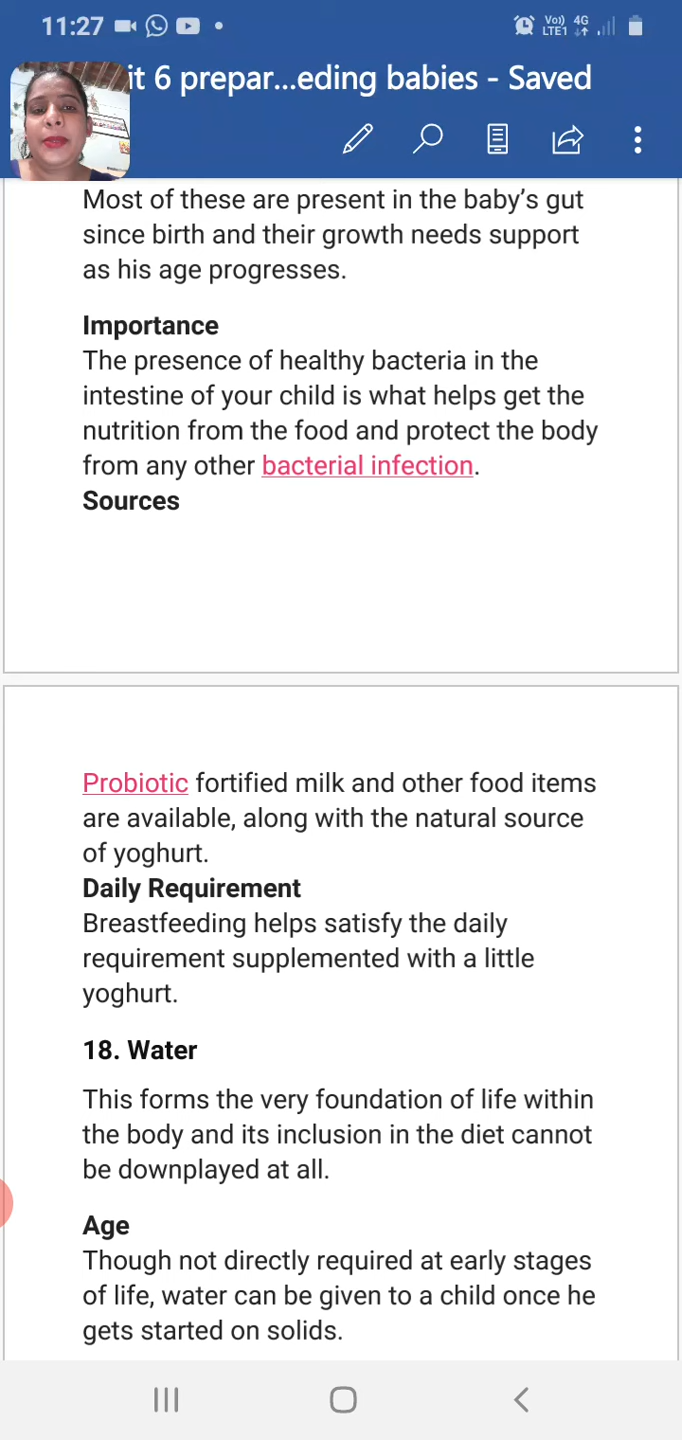 11:27
Vo)) 4G
LTE1
it 6 prepar...eding babies - Saved
Most of these are present in the baby's gut
since birth and their growth needs support
as his age progresses.
Importance
The presence of healthy bacteria in the
intestine of your child is what helps get the
nutrition from the food and protect the body
from any other bacterial infection.
Sources
Probiotic fortified milk and other food items
are available, along with the natural source
of yoghurt.
Daily Requirement
Breastfeeding helps satisfy the daily
requirement supplemented with a little
yoghurt.
18. Water
This forms the very foundation of life within
the body and its inclusion in the diet cannot
be downplayed at all.
Age
Though not directly required at early stages
of life, water can be given to a child once he
gets started on solids.